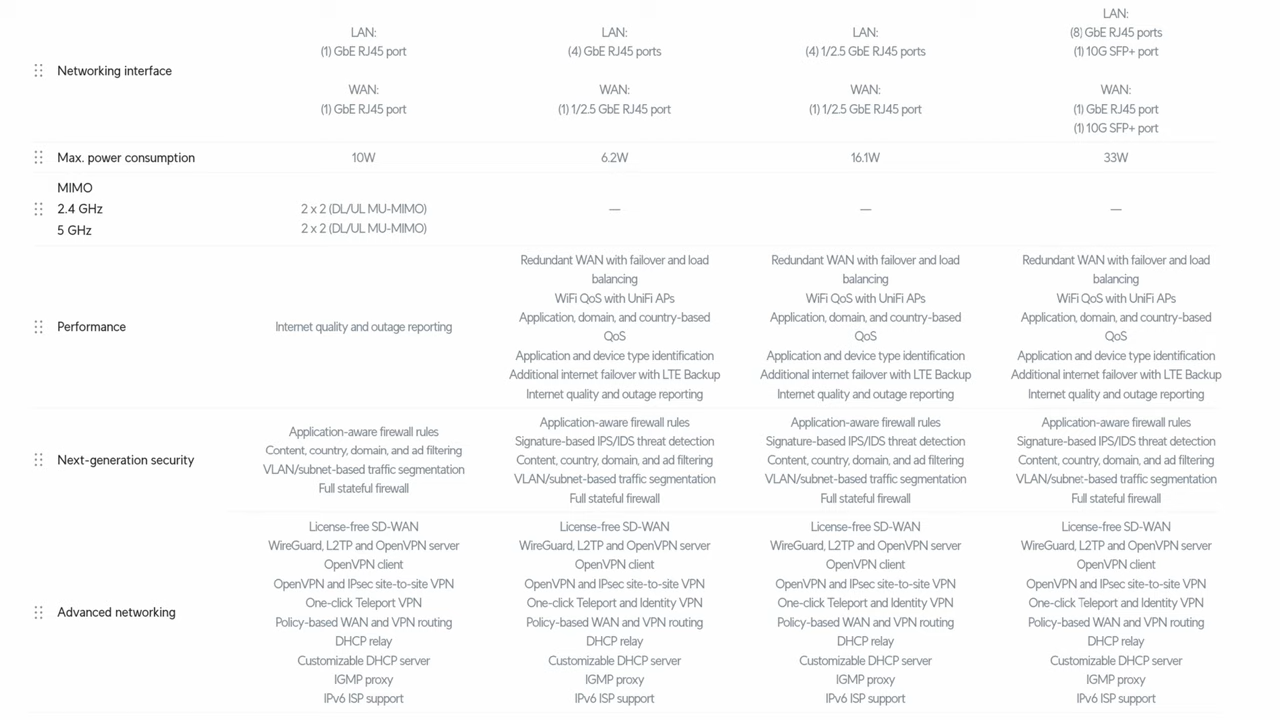 Networking interface
LAN:
(1) GbE RJ45 port
WAN:
(1) GbE RJ45 port
LAN:
(4) GbE RJ45 ports
WAN:
(1) 1/2.5 GbE RJ45 port
LAN:
(4) 1/2.5 GbE RJ45 ports
WAN:
(1) 1/2.5 GbE RJ45 port
LAN:
(8) GbE RJ45 ports
(1) 10G SFP+ port
WAN:
(1) GbE RJ45 port
(1) 10G SFP+ port
Max. power consumption
10W
6.2W
16.1W
33W
MIMO
2.4 GHz
5 GHz
2 x 2 (DL/UL MU-MIMO)
2 x 2 (DL/UL MU-MIMO)
—
—
—
Performance
Internet quality and outage reporting
Redundant WAN with failover and load
balancing
WiFi QoS with UniFi APs
Application, domain, and country-based
QoS
Application and device type identification
Additional internet failover with LTE Backup
Internet quality and outage reporting
Redundant WAN with failover and load
balancing
WiFi QoS with UniFi APs
Application, domain, and country-based
QoS
Application and device type identification
Additional internet failover with LTE Backup
Internet quality and outage reporting
Redundant WAN with failover and load
balancing
WiFi QoS with UniFi APs
Application, domain, and country-based
QoS
Application and device type identification
Additional internet failover with LTE Backup
Internet quality and outage reporting
Next-generation security
Application-aware firewall rules
Content, country, domain, and ad filtering
VLAN/subnet-based traffic segmentation
Full stateful firewall
Application-aware firewall rules
Signature-based IPS/IDS threat detection
Content, country, domain, and ad filtering
VLAN/subnet-based traffic segmentation
Full stateful firewall
Application-aware firewall rules
Signature-based IPS/IDS threat detection
Content, country, domain, and ad filtering
VLAN/subnet-based traffic segmentation
Full stateful firewall
Application-aware firewall rules
Signature-based IPS/IDS threat detection
Content, country, domain, and ad filtering
VLAN/subnet-based traffic segmentation
Full stateful firewall
Advanced networking
License-free SD-WAN
WireGuard, L2TP and OpenVPN server
OpenVPN client
OpenVPN and IPsec site-to-site VPN
One-click Teleport VPN
Policy-based WAN and VPN routing
DHCP relay
Customizable DHCP server
IGMP proxy
IPv6 ISP support
License-free SD-WAN
WireGuard, L2TP and OpenVPN server
OpenVPN client
OpenVPN and IPsec site-to-site VPN
One-click Teleport and Identity VPN
Policy-based WAN and VPN routing
DHCP relay
Customizable DHCP server
IGMP proxy
IPv6 ISP support
License-free SD-WAN
WireGuard, L2TP and OpenVPN server
OpenVPN client
OpenVPN and IPsec site-to-site VPN
One-click Teleport and Identity VPN
Policy-based WAN and VPN routing
DHCP relay
Customizable DHCP server
IGMP proxy
IPv6 ISP support
License-free SD-WAN
WireGuard, L2TP and OpenVPN server
OpenVPN client
OpenVPN and IPsec site-to-site VPN
One-click Teleport and Identity VPN
Policy-based WAN and VPN routing
DHCP relay
Customizable DHCP server
IGMP proxy
IPv6 ISP support